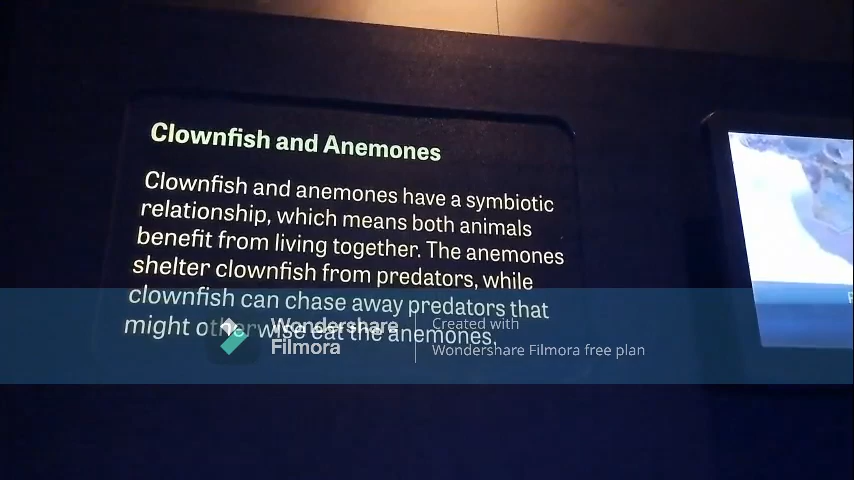 Clownfish and Anemones
Clownfish and anemones have a symbiotic
relationship, which means both animals
benefit from living together. The anemones
shelter clownfish from predators, while
clownfish can chase away predators that
might otherwise eat the anemones.
Wondershare
Filmora
Created with
Wondershare Filmora free plan